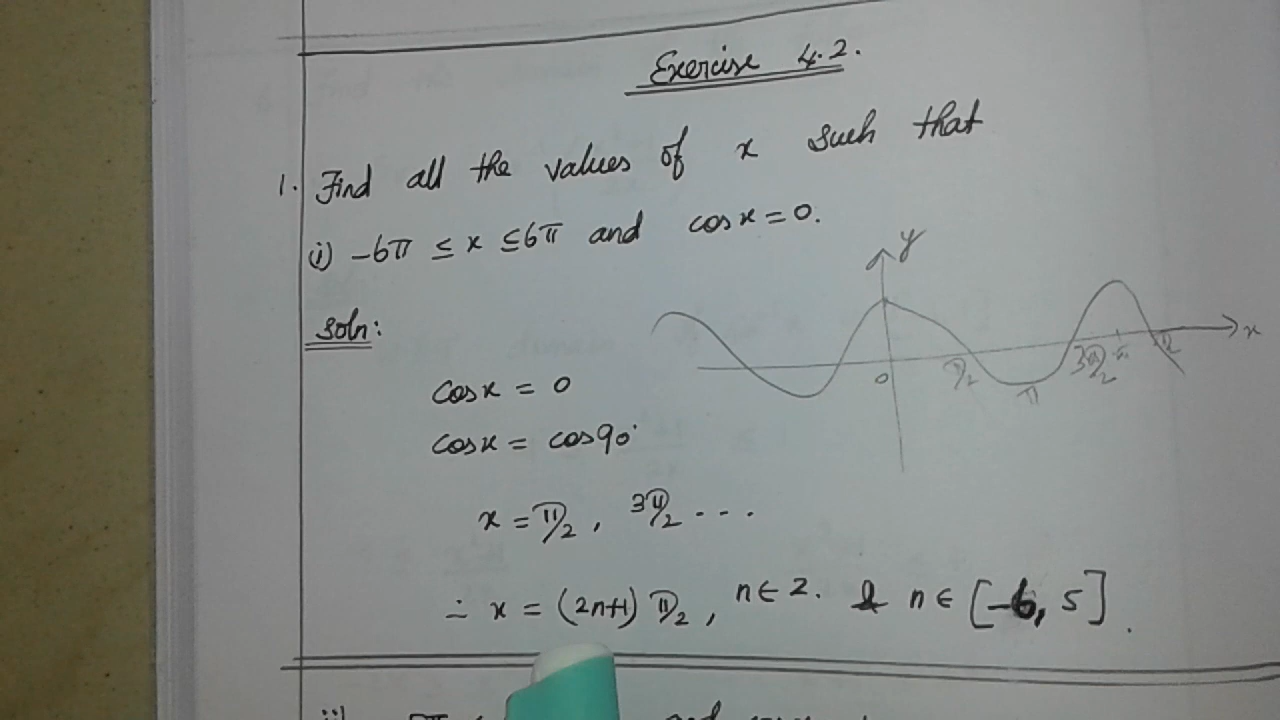 Exercise 4.2.
1. Find all the values of x such that
(i) -6π ≤ x ≤ 6π and cos x = 0.
Soln:
y
x
0
π/2
π
3π/2
cos x = 0
cos x = cos 90°
x = π/2, 3π/2 ...
∴ x = (2n+1) π/2, n ∈ Z. & n ∈ [-6, 5].